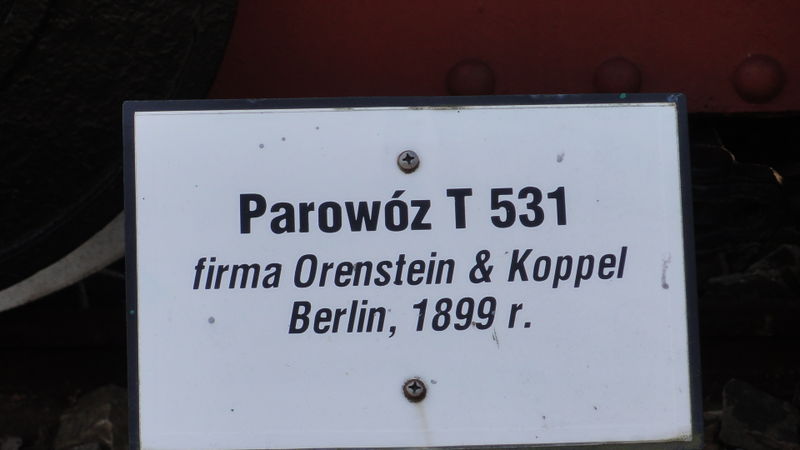 Parowóz T 531
firma Orenstein & Koppel
Berlin, 1899 r.